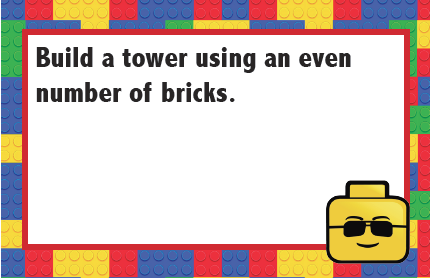 Build a tower using an even
number of bricks.